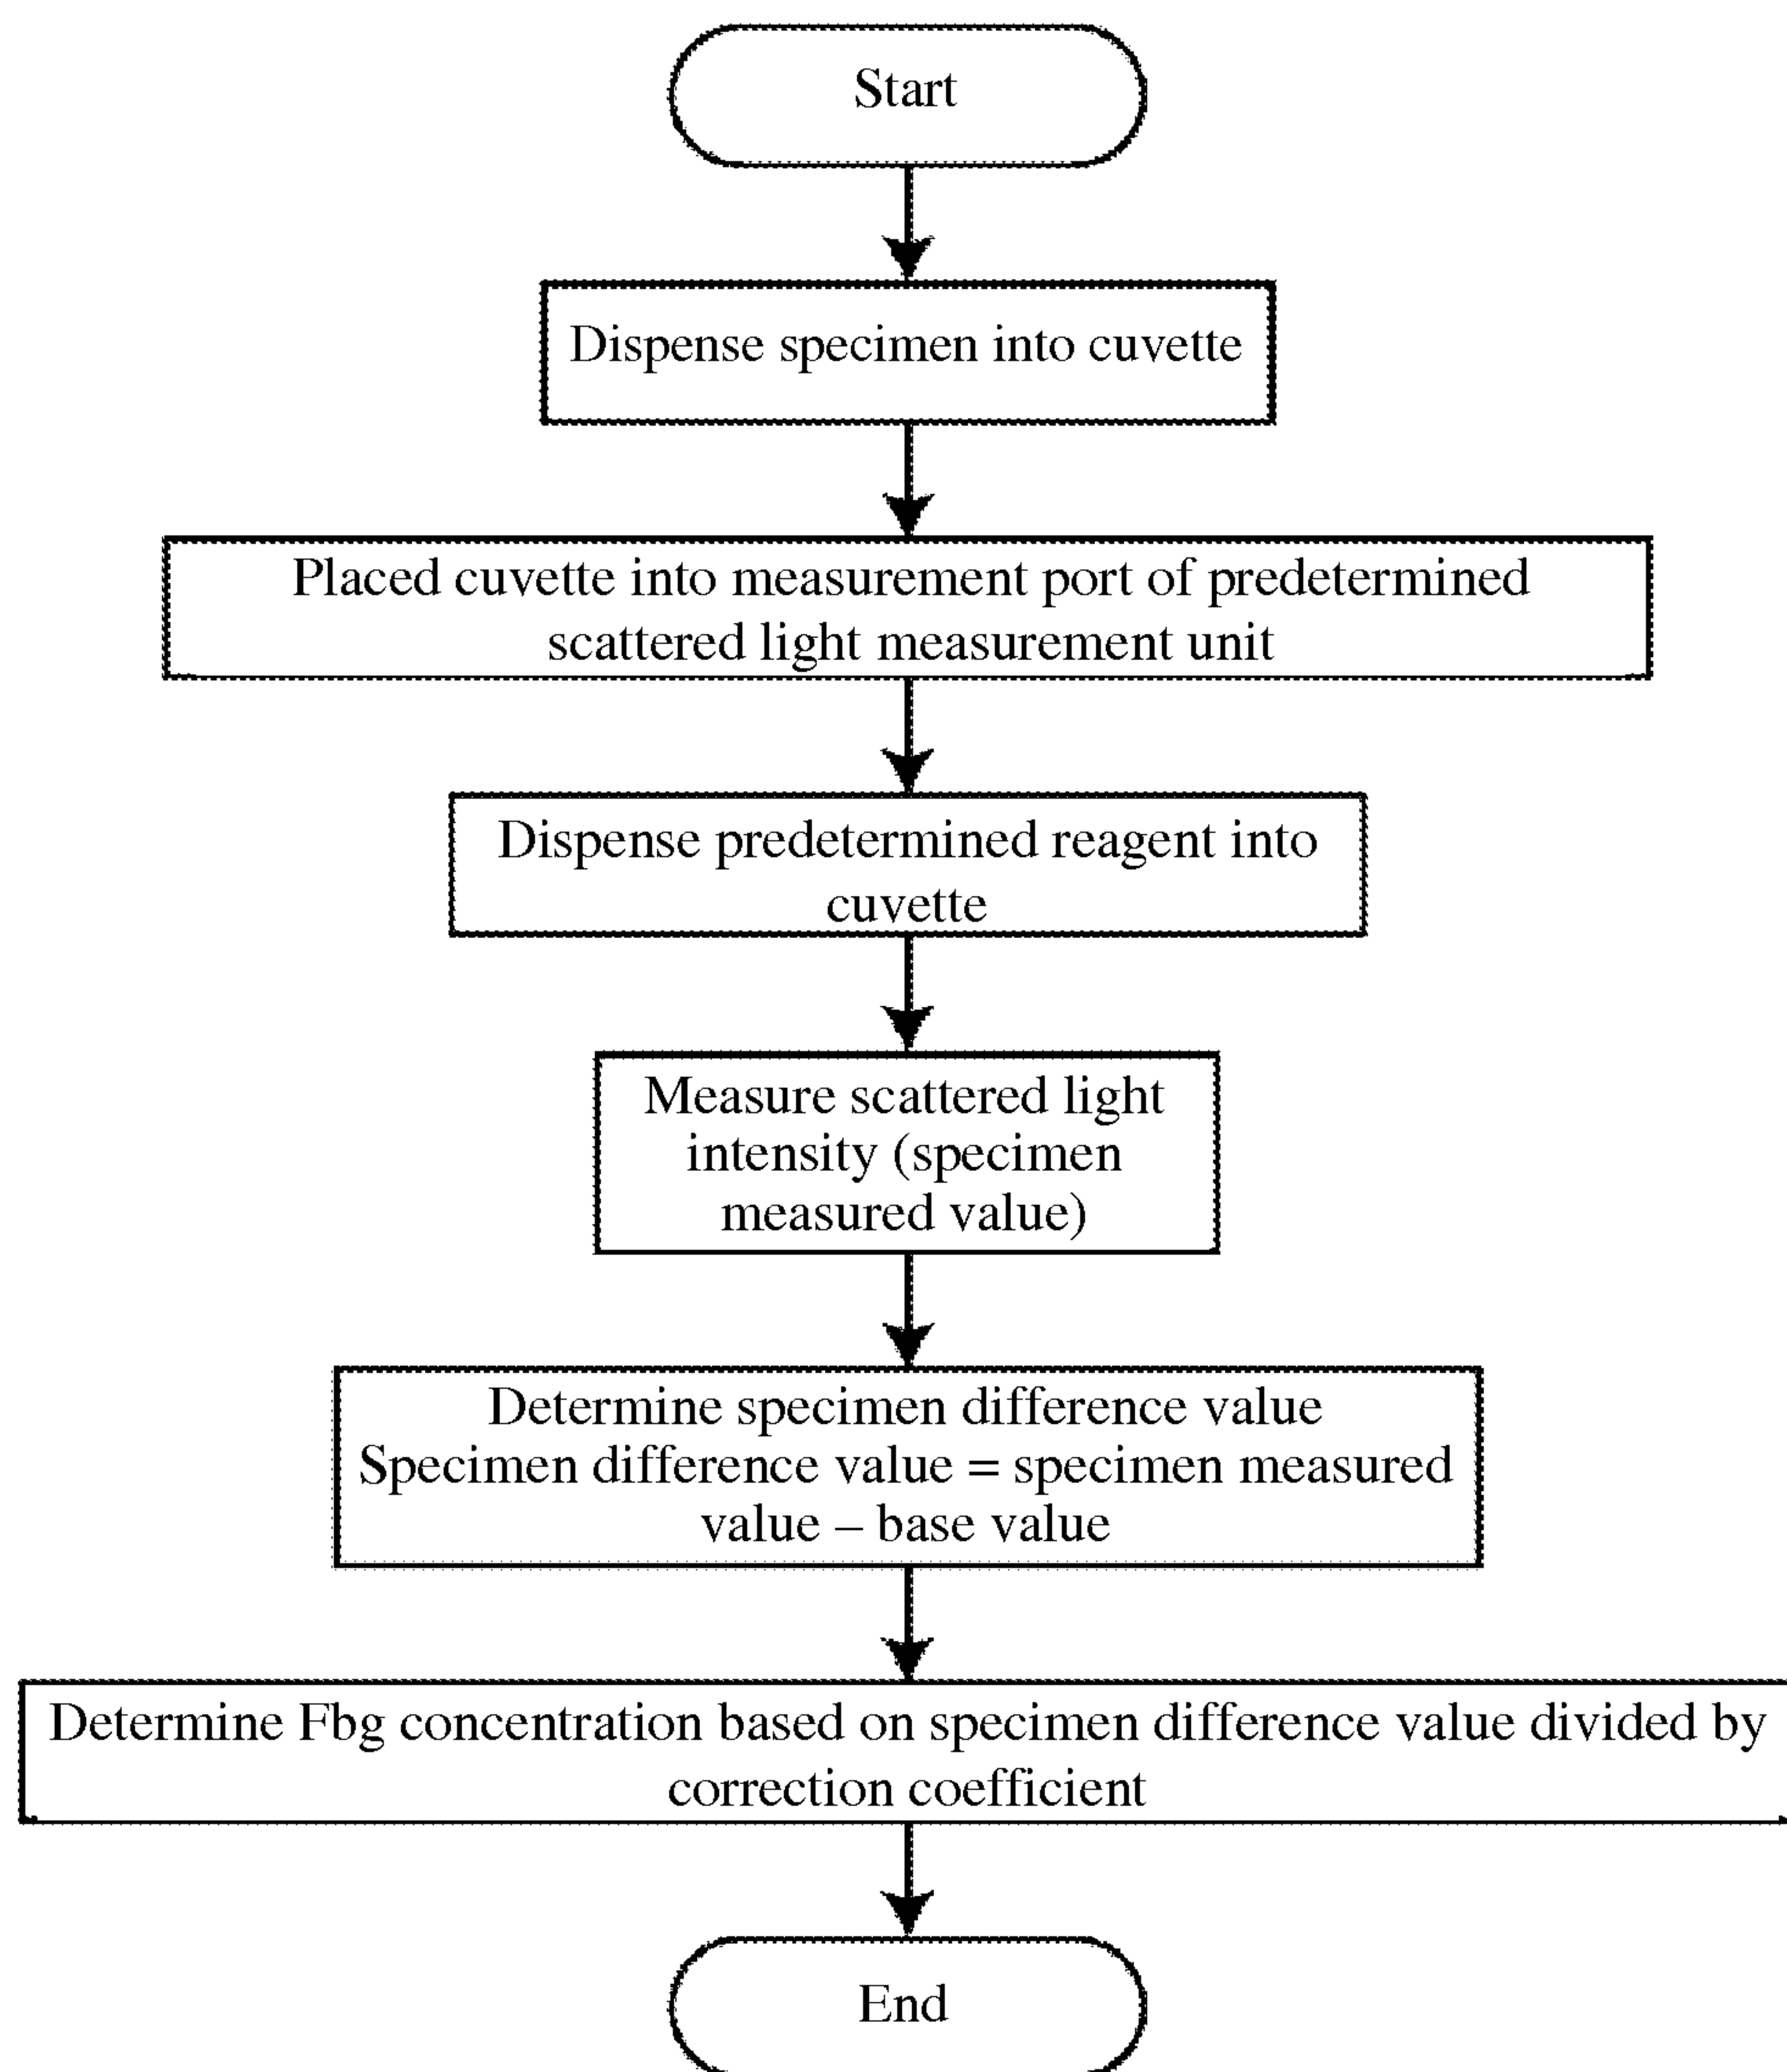 Start
Dispense specimen into cuvette
Placed cuvette into measurement port of predetermined
scattered light measurement unit
Dispense predetermined reagent into
cuvette
Measure scattered light
intensity (specimen
measured value)
Determine specimen difference value
Specimen difference value = specimen measured
value – base value
Determine Fbg concentration based on specimen difference value divided by
correction coefficient
End